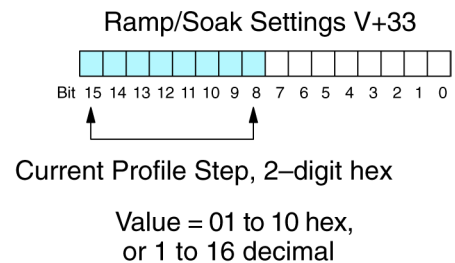 Ramp/Soak Settings V+33
Bit 15 14 13 12 11 10 9 8 7 6 5 4 3 2 1 0
Current Profile Step, 2–digit hex
Value = 01 to 10 hex,
or 1 to 16 decimal